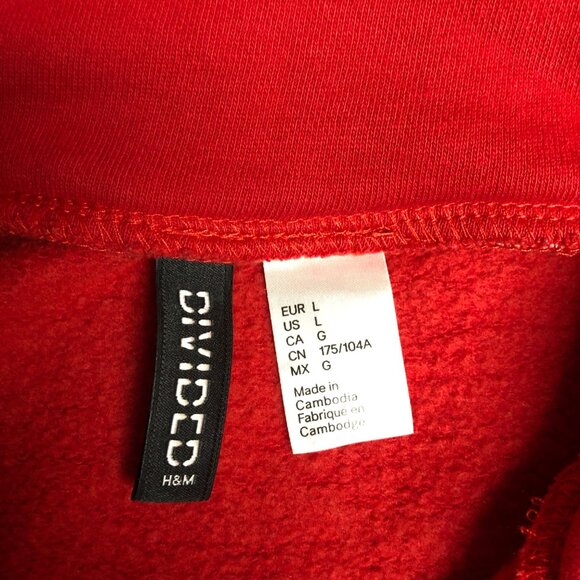 DIVIDED
H&M
EUR L
US L
CA G
CN 175/104A
MX G
Made in
Cambodia
Fabrique en
Cambodge